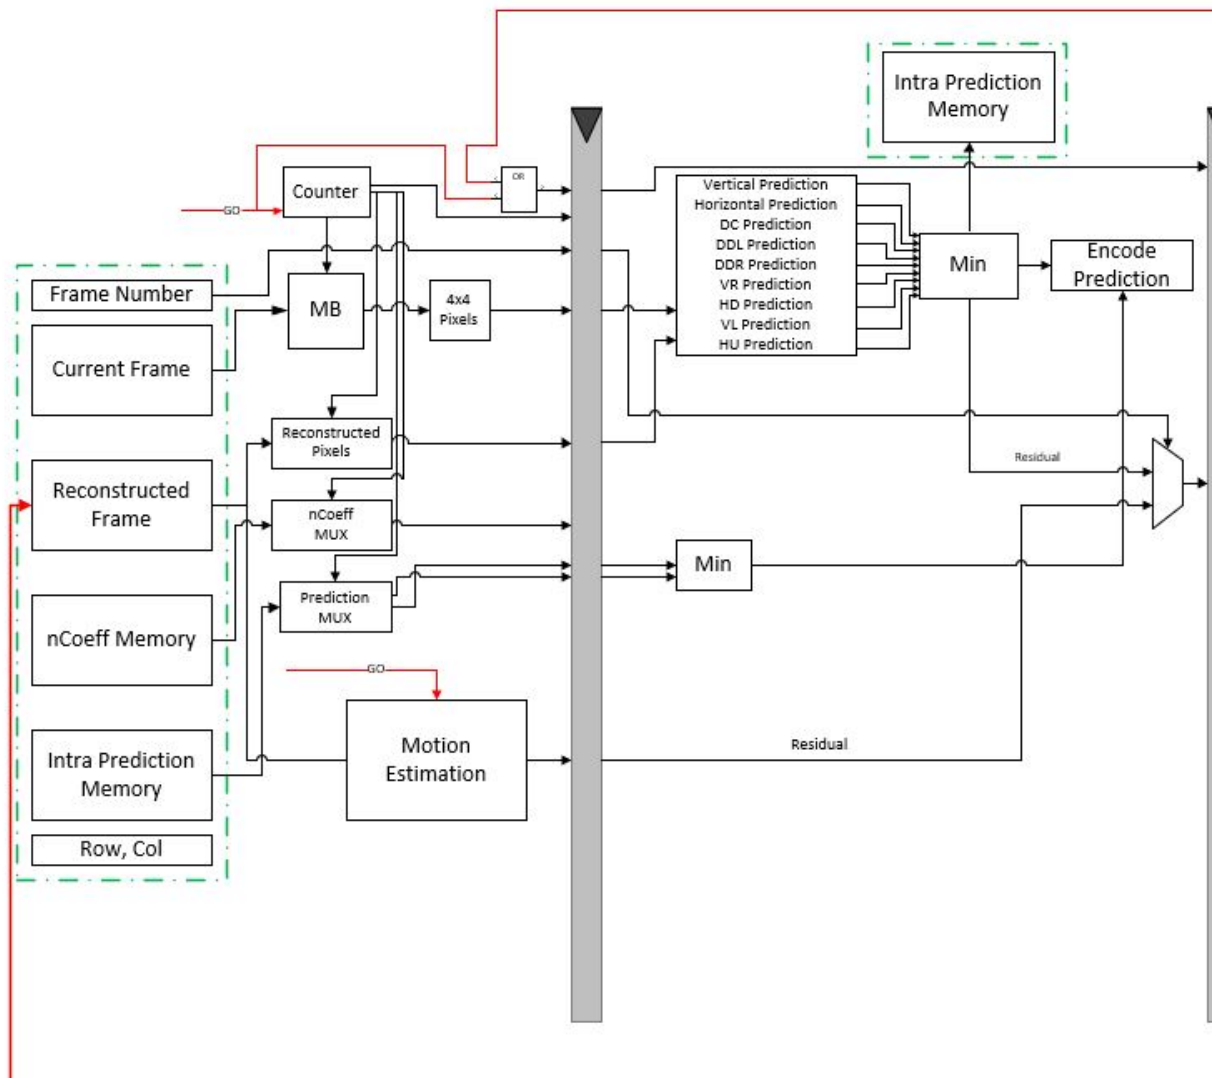 Intra Prediction
Memory
OR
Counter
GO
Vertical Prediction
Horizontal Prediction
DC Prediction
DDL Prediction
DDR Prediction
VR Prediction
HD Prediction
VL Prediction
HU Prediction
Min
Encode
Prediction
Frame Number
MB
4x4
Pixels
Current Frame
Reconstructed
Pixels
Residual
Reconstructed
Frame
nCoeff
MUX
Min
Prediction
MUX
nCoeff Memory
GO
Motion
Estimation
Residual
Intra Prediction
Memory
Row, Col